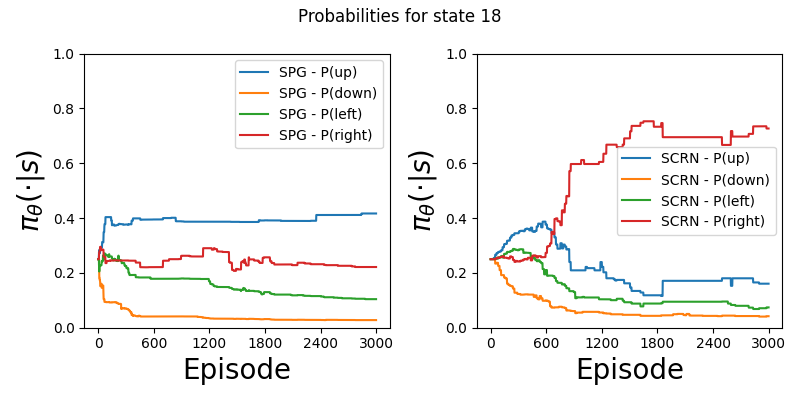 Probabilities for state 18
1.0
0.8
0.6
0.4
0.2
0.0
π_θ(·|s)
SPG - P(up)
SPG - P(down)
SPG - P(left)
SPG - P(right)
0 600 1200 1800 2400 3000
Episode
1.0
0.8
0.6
0.4
0.2
0.0
π_θ(·|s)
SCRN - P(up)
SCRN - P(down)
SCRN - P(left)
SCRN - P(right)
0 600 1200 1800 2400 3000
Episode